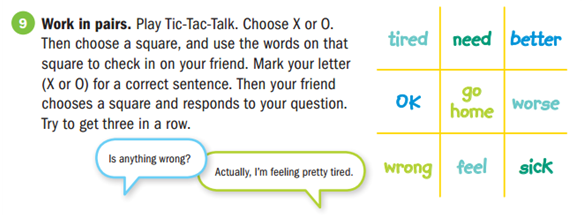 9 Work in pairs. Play Tic-Tac-Talk. Choose X or O.
Then choose a square, and use the words on that
square to check in on your friend. Mark your letter
(X or O) for a correct sentence. Then your friend
chooses a square and responds to your question.
Try to get three in a row.
Is anything wrong?
Actually, I'm feeling pretty tired.
tired need better
OK go home worse
wrong feel sick